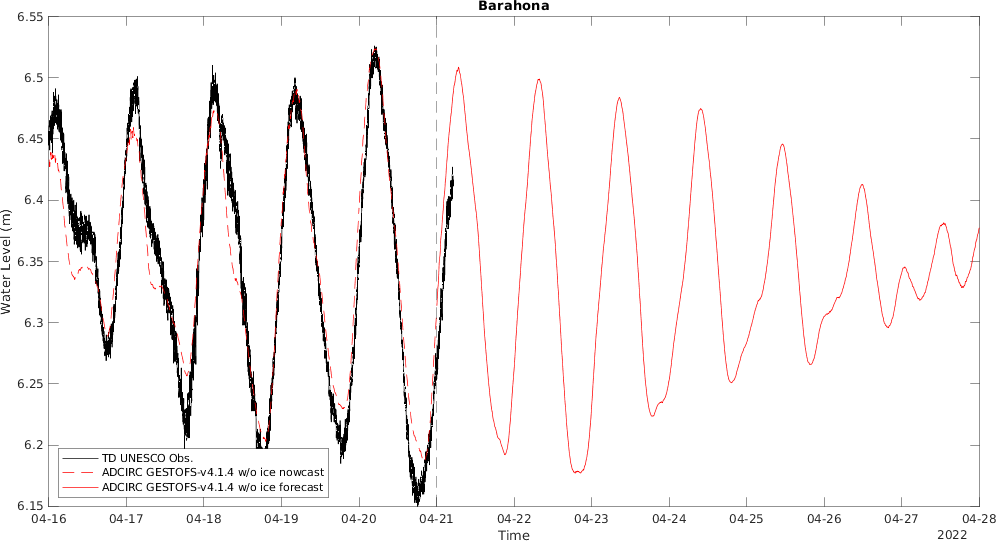 Barahona
6.55
6.5
6.45
6.4
6.35
6.3
6.25
6.2
6.15
Water Level (m)
TD UNESCO Obs.
ADCIRC GESTOFS-v4.1.4 w/o ice nowcast
ADCIRC GESTOFS-v4.1.4 w/o ice forecast
04-16 04-17 04-18 04-19 04-20 04-21 04-22 04-23 04-24 04-25 04-26 04-27 04-28
Time
2022